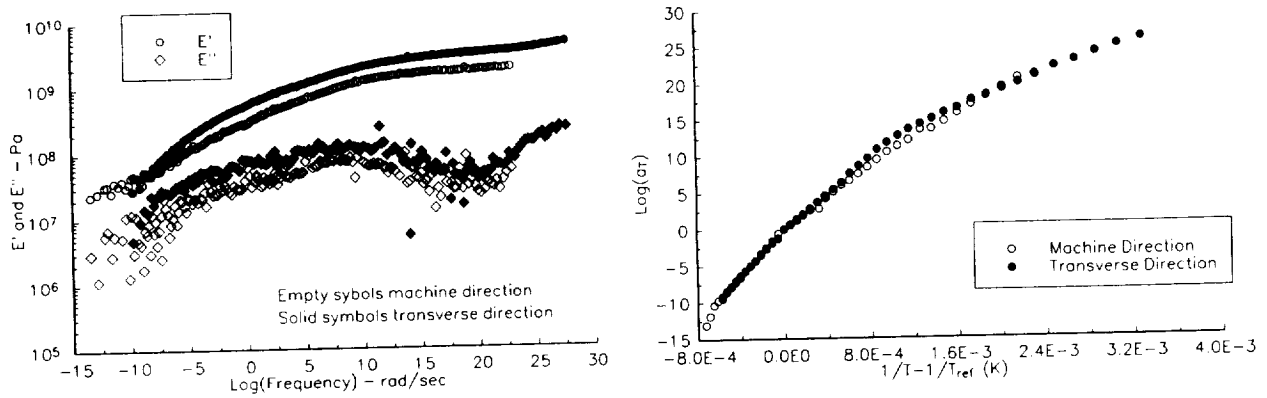 10¹⁰
10⁹
10⁸
10⁷
10⁶
10⁵
E' and E'' – Pa
E'
E''
Empty sybols machine direction
Solid symbols transverse direction
−15 −10 −5 0 5 10 15 20 25 30
Log(Frequency) – rad/sec
30
25
20
15
10
5
0
−5
−10
−15
Log(aT)
Machine Direction
Transverse Direction
−8.0E−4 0.0E0 8.0E−4 1.6E−3 2.4E−3 3.2E−3 4.0E−3
1/T−1/Tref (K)